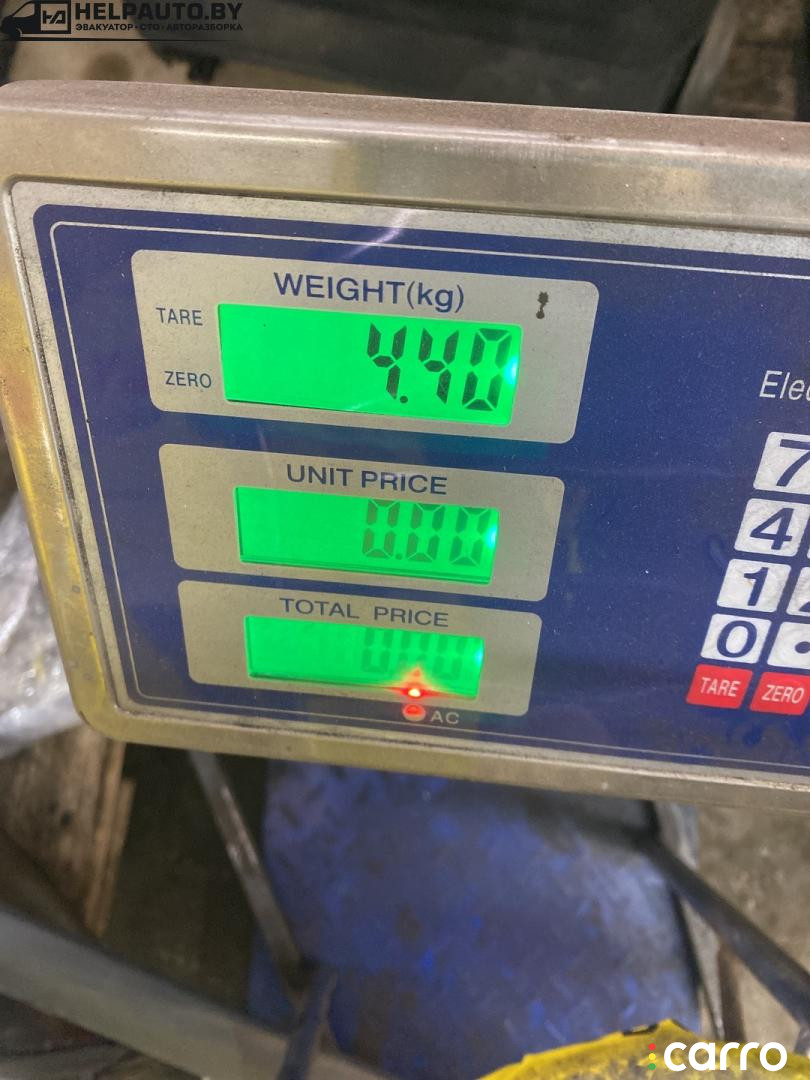 HELPAUTO.BY
ЭВАКУАТОР • СТО • АВТОРАЗБОРКА
WEIGHT(kg)
TARE
4.40
ZERO
UNIT PRICE
0.00
TOTAL PRICE
AC
7
4
1
0
TARE
ZERO
carro